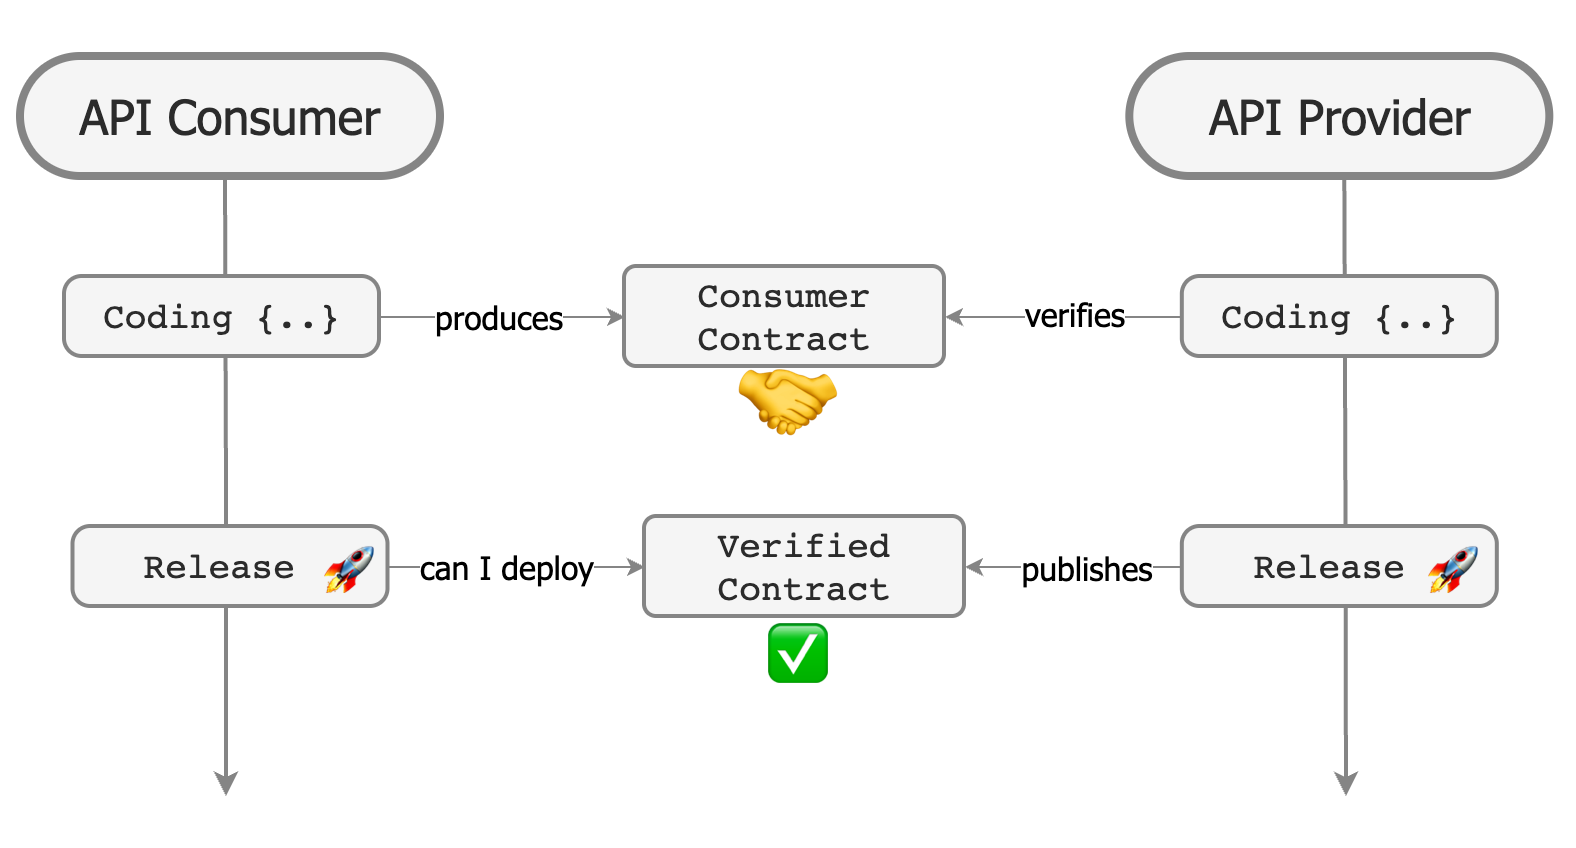 API Consumer
API Provider
Coding {..}
produces
Consumer
Contract
verifies
Coding {..}
Release
can I deploy
Verified
Contract
publishes
Release